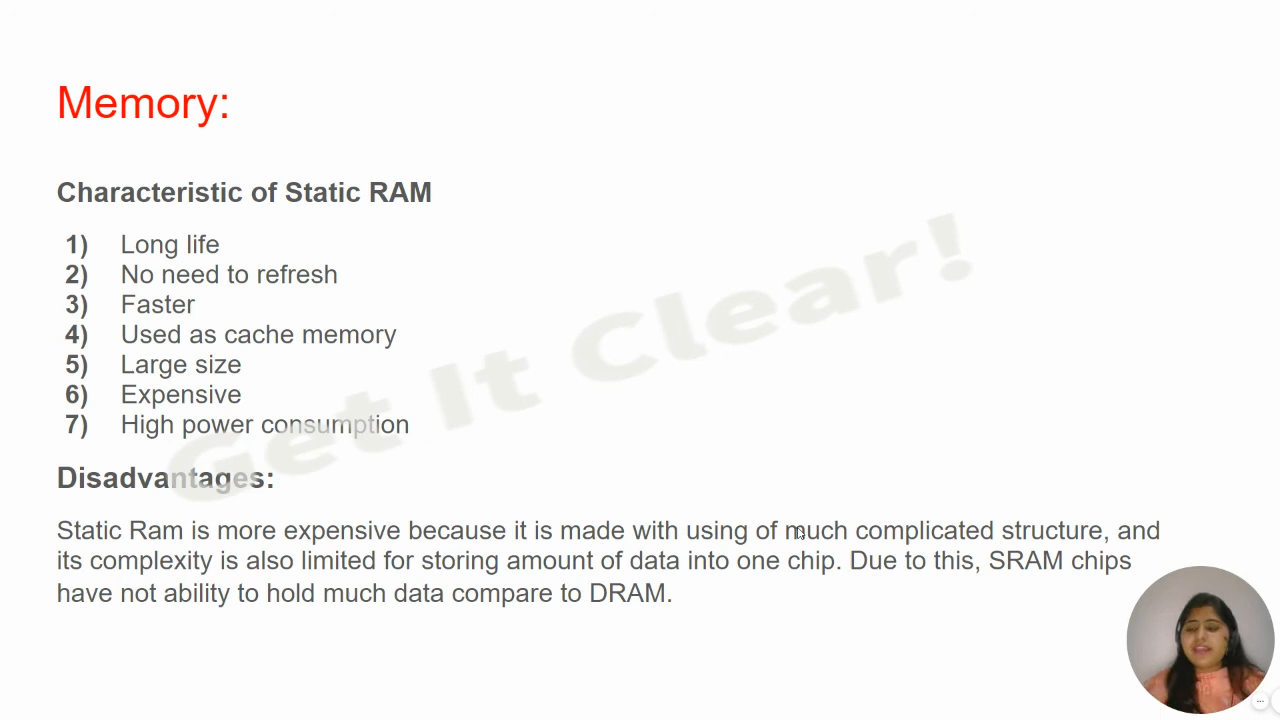 Memory:
Characteristic of Static RAM
1) Long life
2) No need to refresh
3) Faster
4) Used as cache memory
5) Large size
6) Expensive
7) High power consumption
Get It Clear!
Disadvantages:
Static Ram is more expensive because it is made with using of much complicated structure, and
its complexity is also limited for storing amount of data into one chip. Due to this, SRAM chips
have not ability to hold much data compare to DRAM.